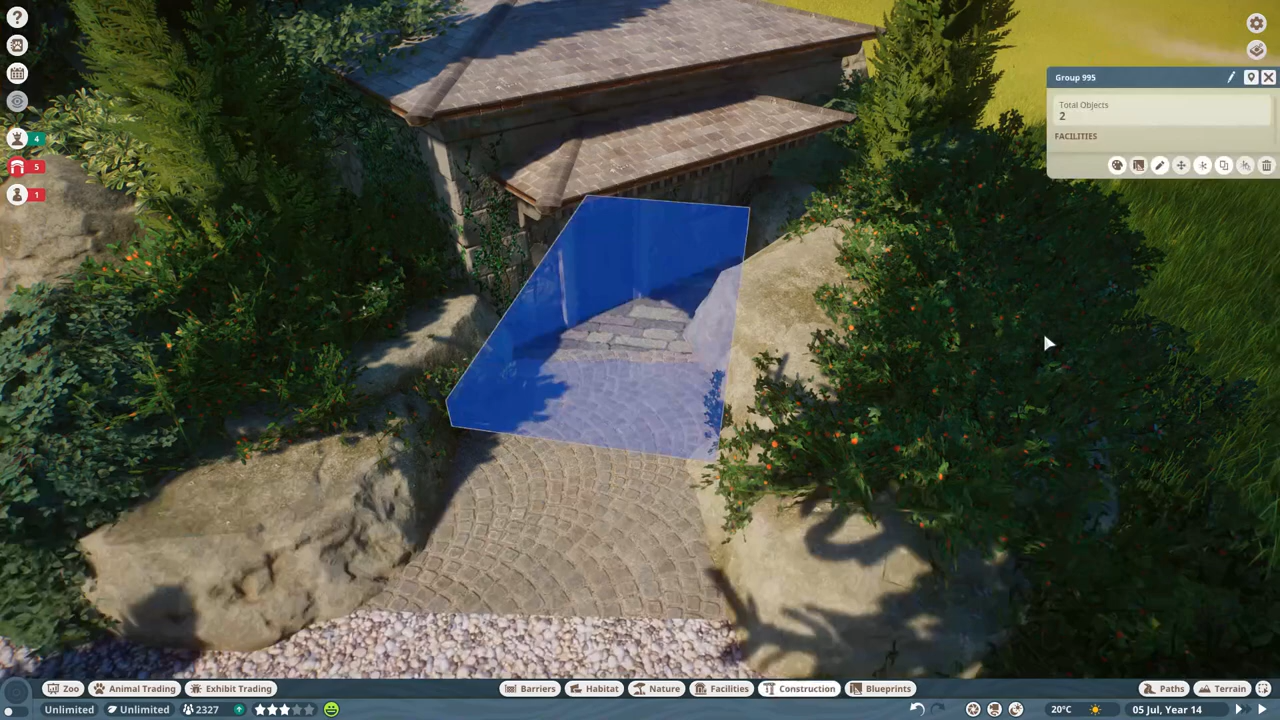 ?
4
5
1
Group 995
Total Objects
2
FACILITIES
Zoo
Animal Trading
Exhibit Trading
Barriers
Habitat
Nature
Facilities
Construction
Blueprints
Paths
Terrain
Unlimited
Unlimited
2327
20°C
05 Jul, Year 14